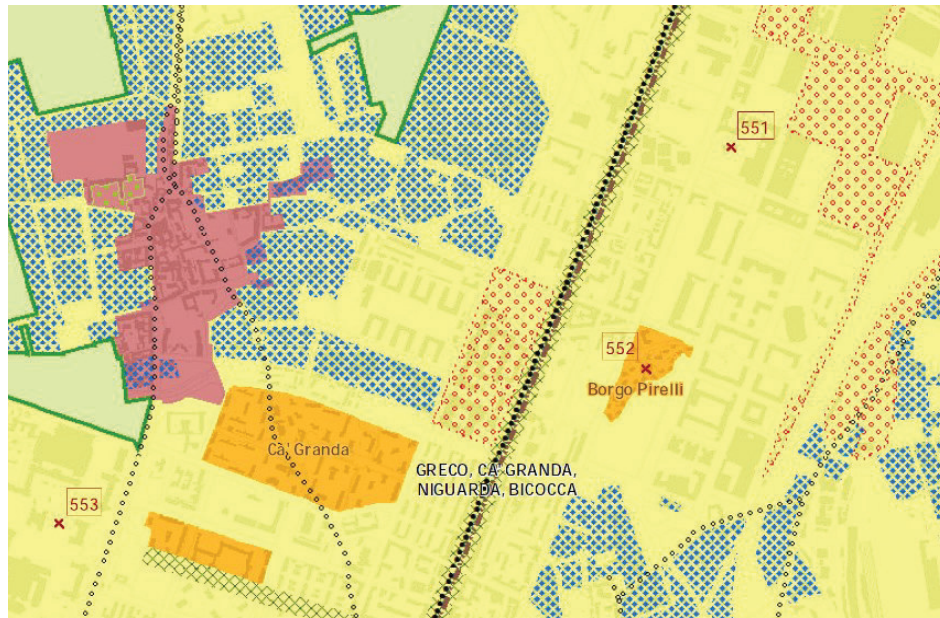 551
552
Borgo Pirelli
Ca' Granda
GRECO, CA' GRANDA,
NIGUARDA, BICOCCA
553